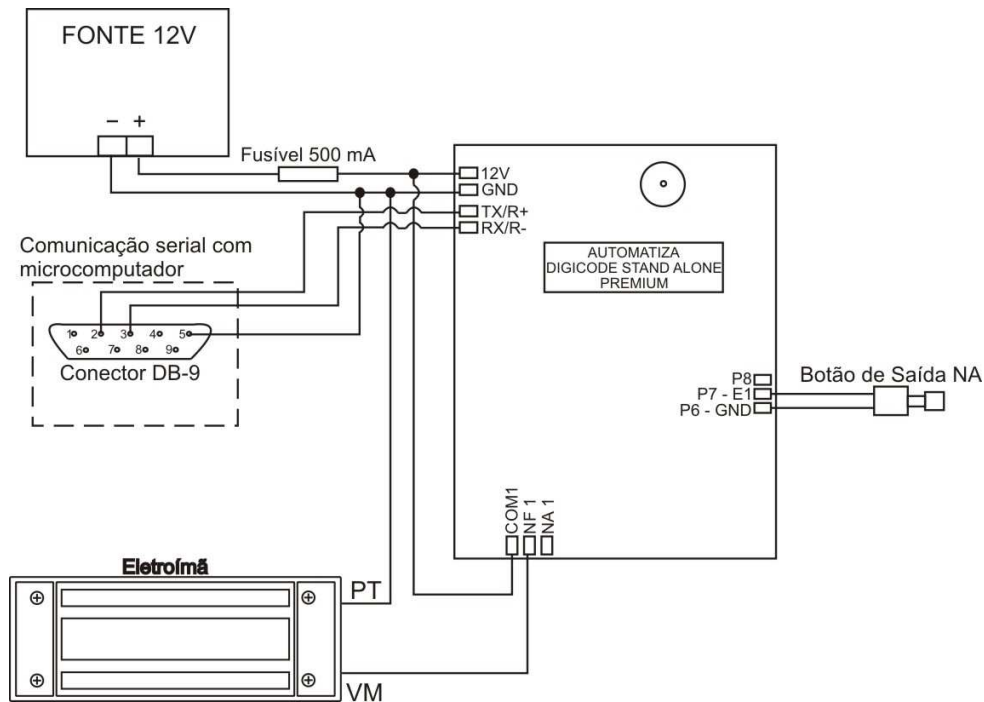 FONTE 12V
− +
Fusível 500 mA
12V
GND
TX/R+
RX/R-
Comunicação serial com
microcomputador
1 2 3 4 5
6 7 8 9
Conector DB-9
AUTOMATIZA
DIGICODE STAND ALONE
PREMIUM
P8
P7 - E1
P6 - GND
Botão de Saída NA
COM1
NF 1
NA 1
Eletroímã
PT
VM